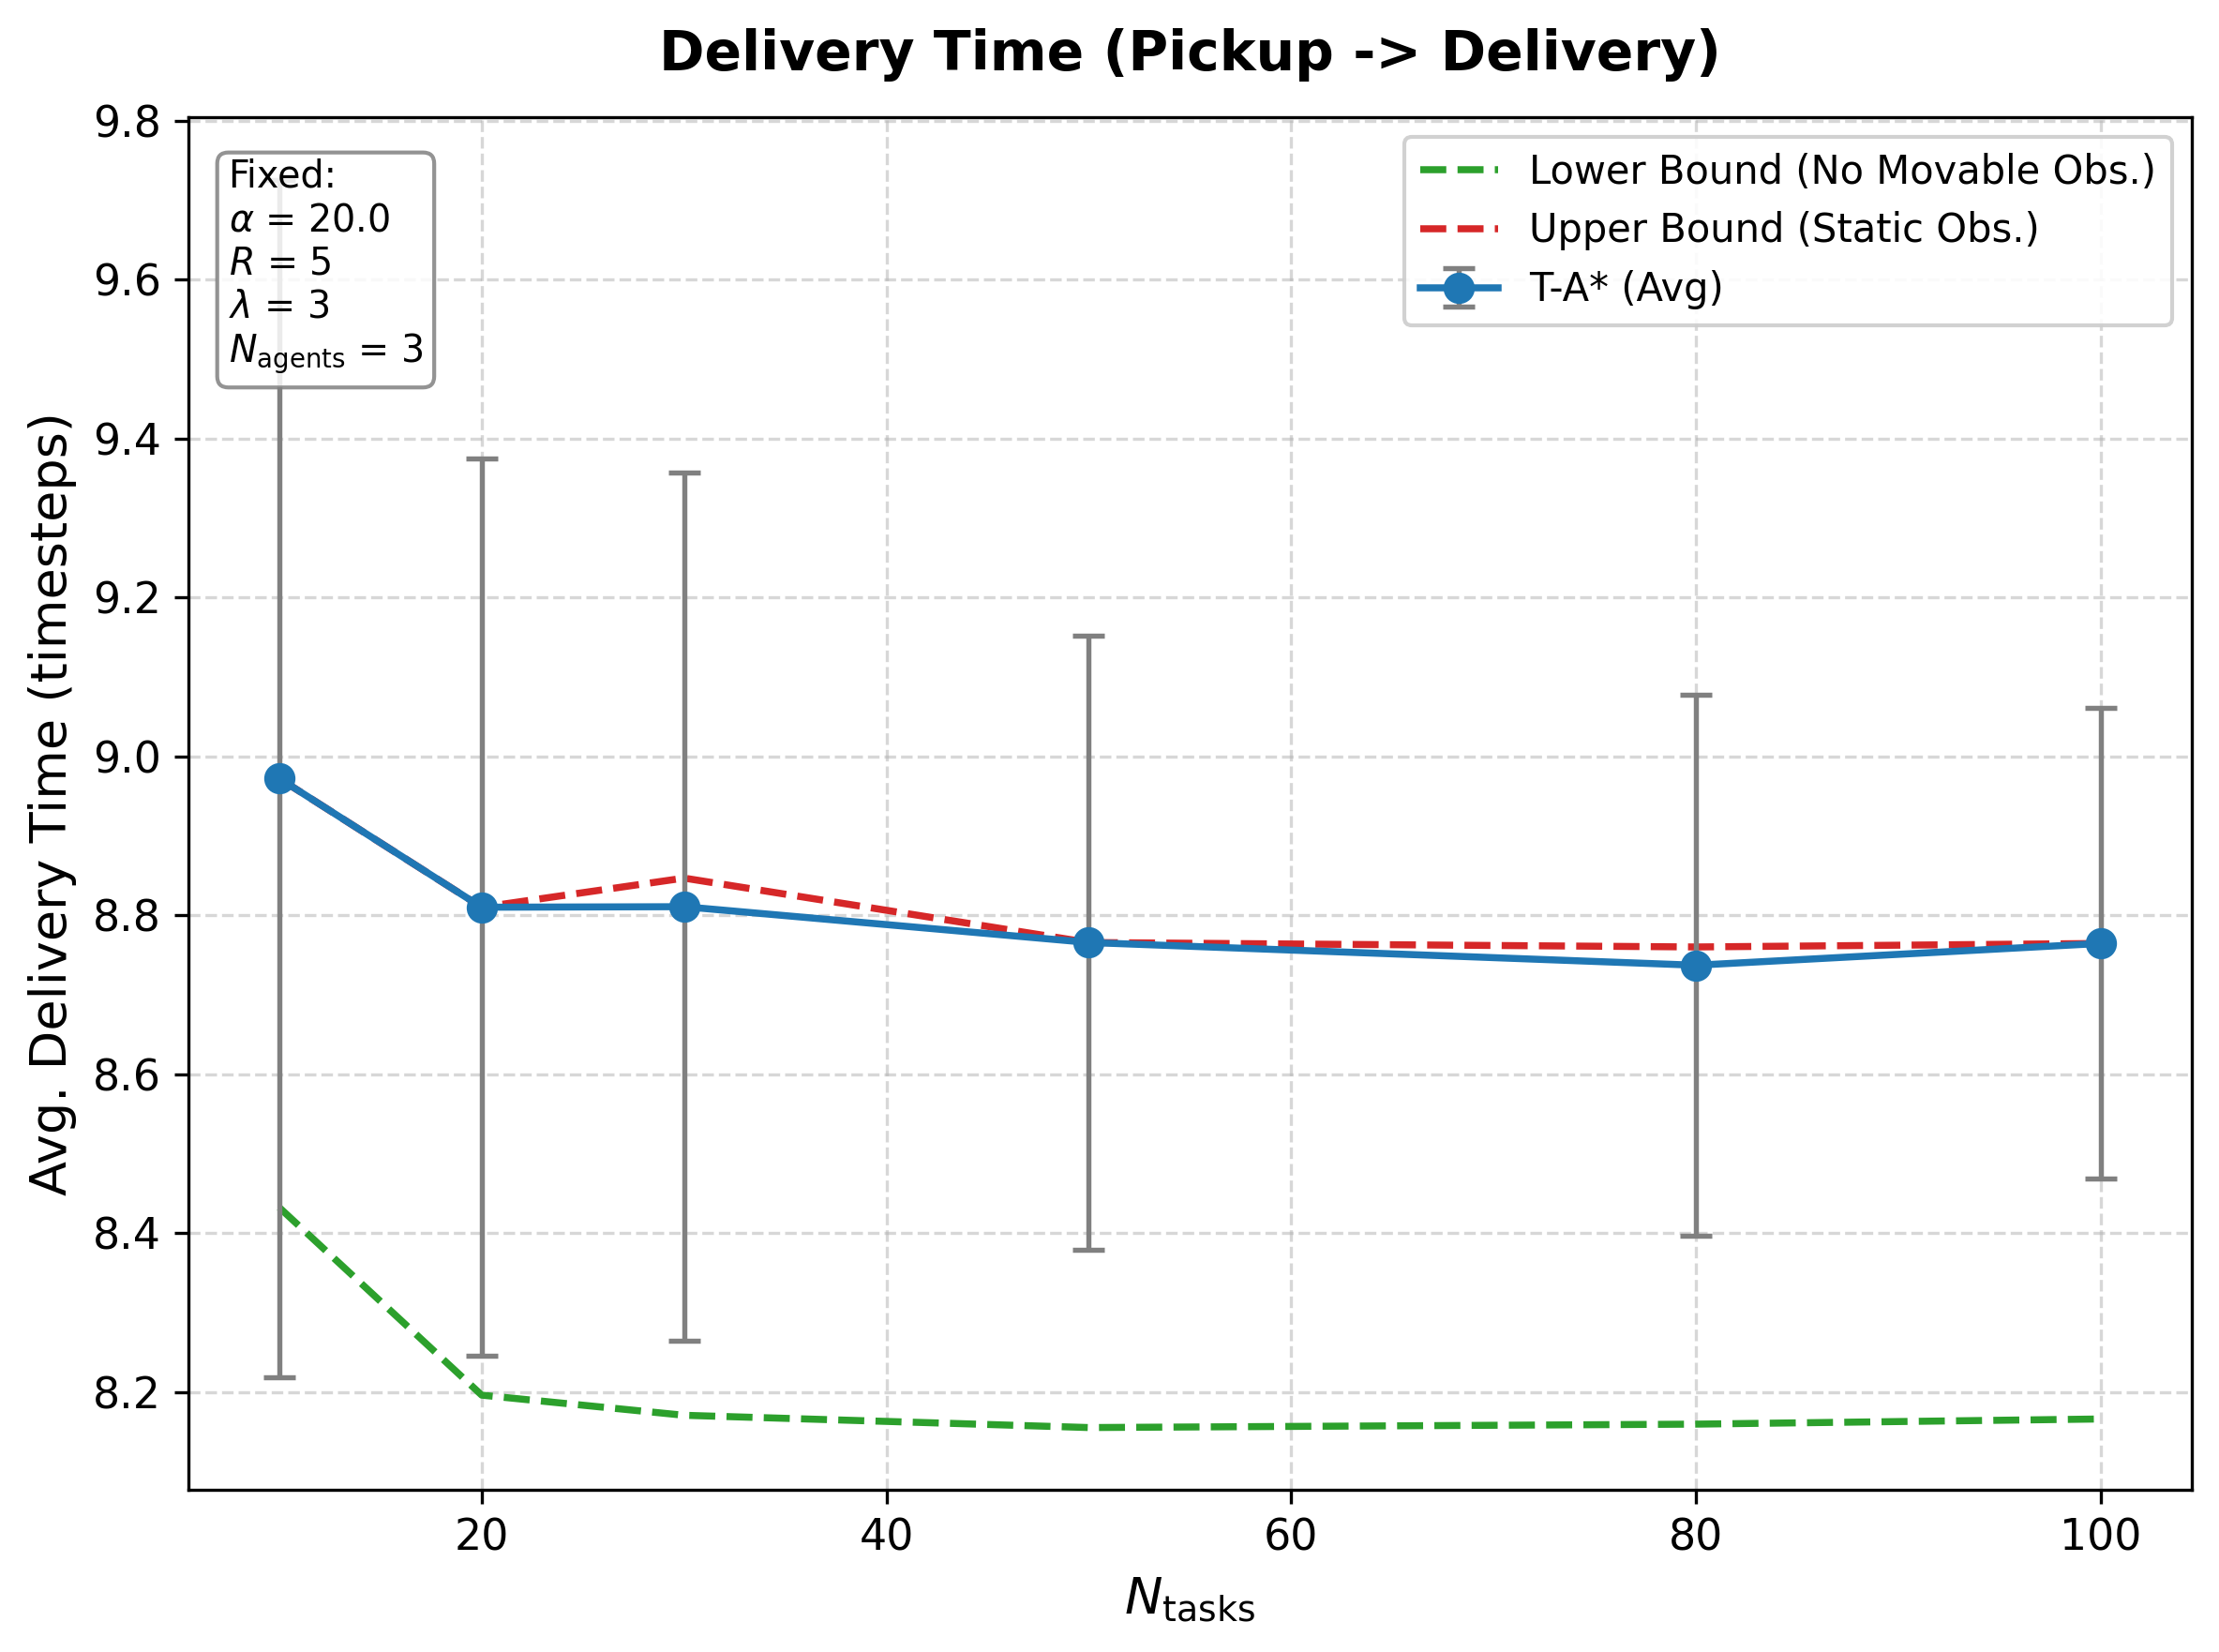 Delivery Time (Pickup -> Delivery)
9.8
9.6
9.4
9.2
9.0
8.8
8.6
8.4
8.2
Avg. Delivery Time (timesteps)
Fixed:
α = 20.0
R = 5
λ = 3
N_agents = 3
Lower Bound (No Movable Obs.)
Upper Bound (Static Obs.)
T-A* (Avg)
20 40 60 80 100
N_tasks